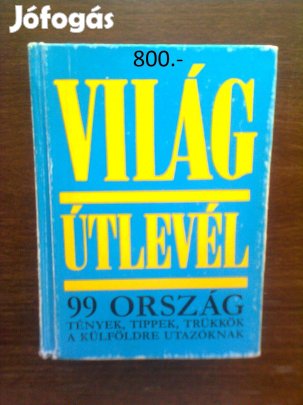 Jófogás
800.-
VILÁG
ÚTLEVÉL
99 ORSZÁG
TÉNYEK, TIPPEK, TRÜKKÖK
A KÜLFÖLDRE UTAZÓKNAK